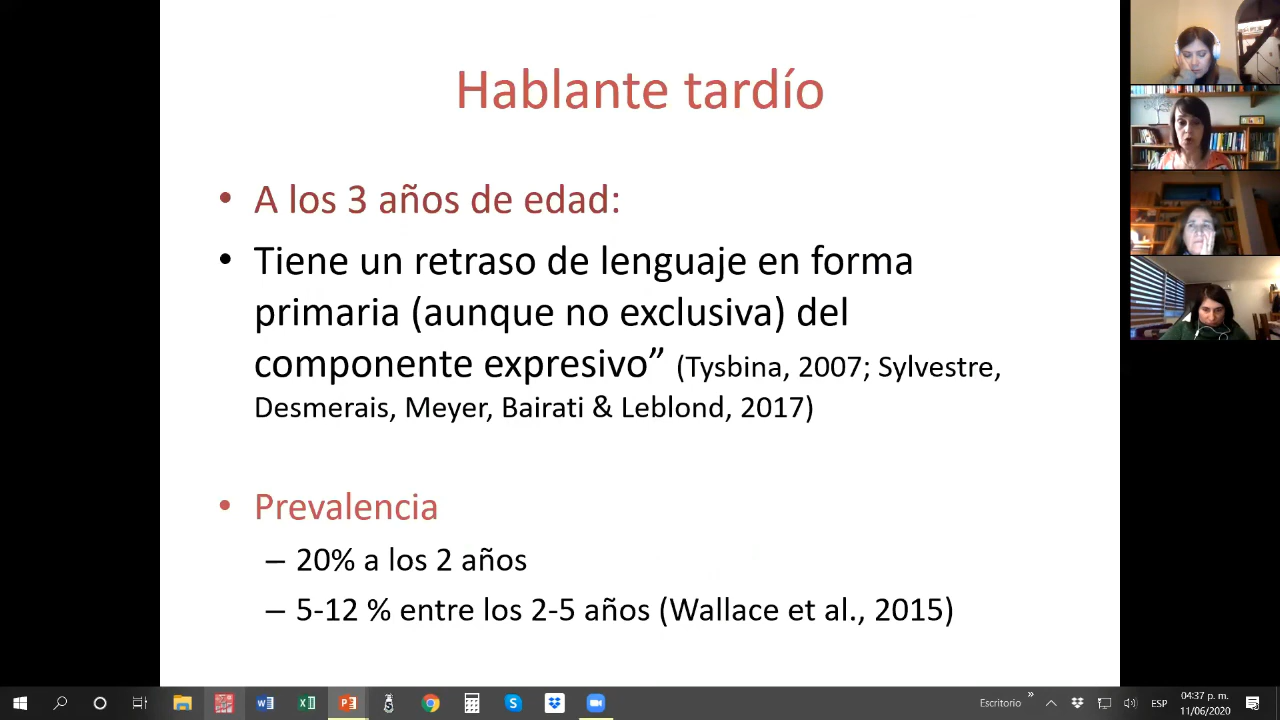 Hablante tardío
• A los 3 años de edad:
• Tiene un retraso de lenguaje en forma
primaria (aunque no exclusiva) del
componente expresivo” (Tysbina, 2007; Sylvestre,
Desmerais, Meyer, Bairati & Leblond, 2017)
• Prevalencia
– 20% a los 2 años
– 5-12 % entre los 2-5 años (Wallace et al., 2015)
Escritorio
ESP
04:37 p. m.
11/06/2020